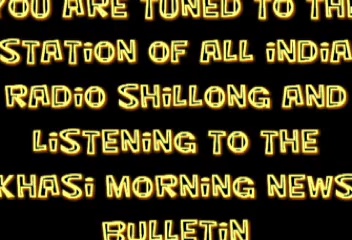 YOU ARE TUNED TO THE
STATION OF ALL INDIA
RADIO SHILLONG AND
LISTENING TO THE
KHASI MORNING NEWS
BULLETIN